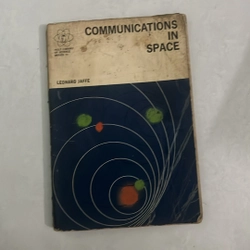 COMMUNICATIONS
IN
SPACE
LEONARD JAFFE